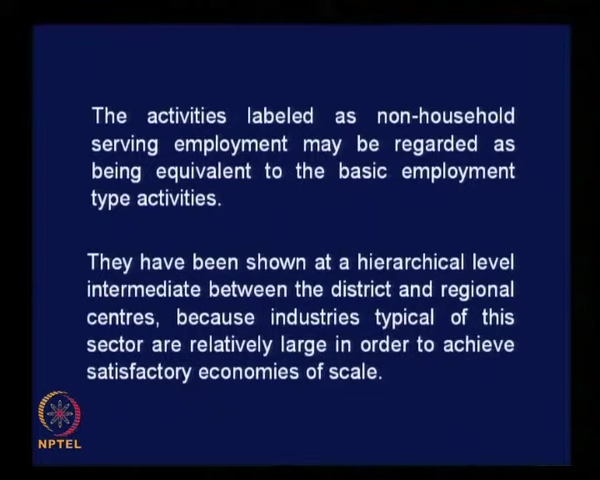 The activities labeled as non-household
serving employment may be regarded as
being equivalent to the basic employment
type activities.
They have been shown at a hierarchical level
intermediate between the district and regional
centres, because industries typical of this
sector are relatively large in order to achieve
satisfactory economies of scale.
NPTEL